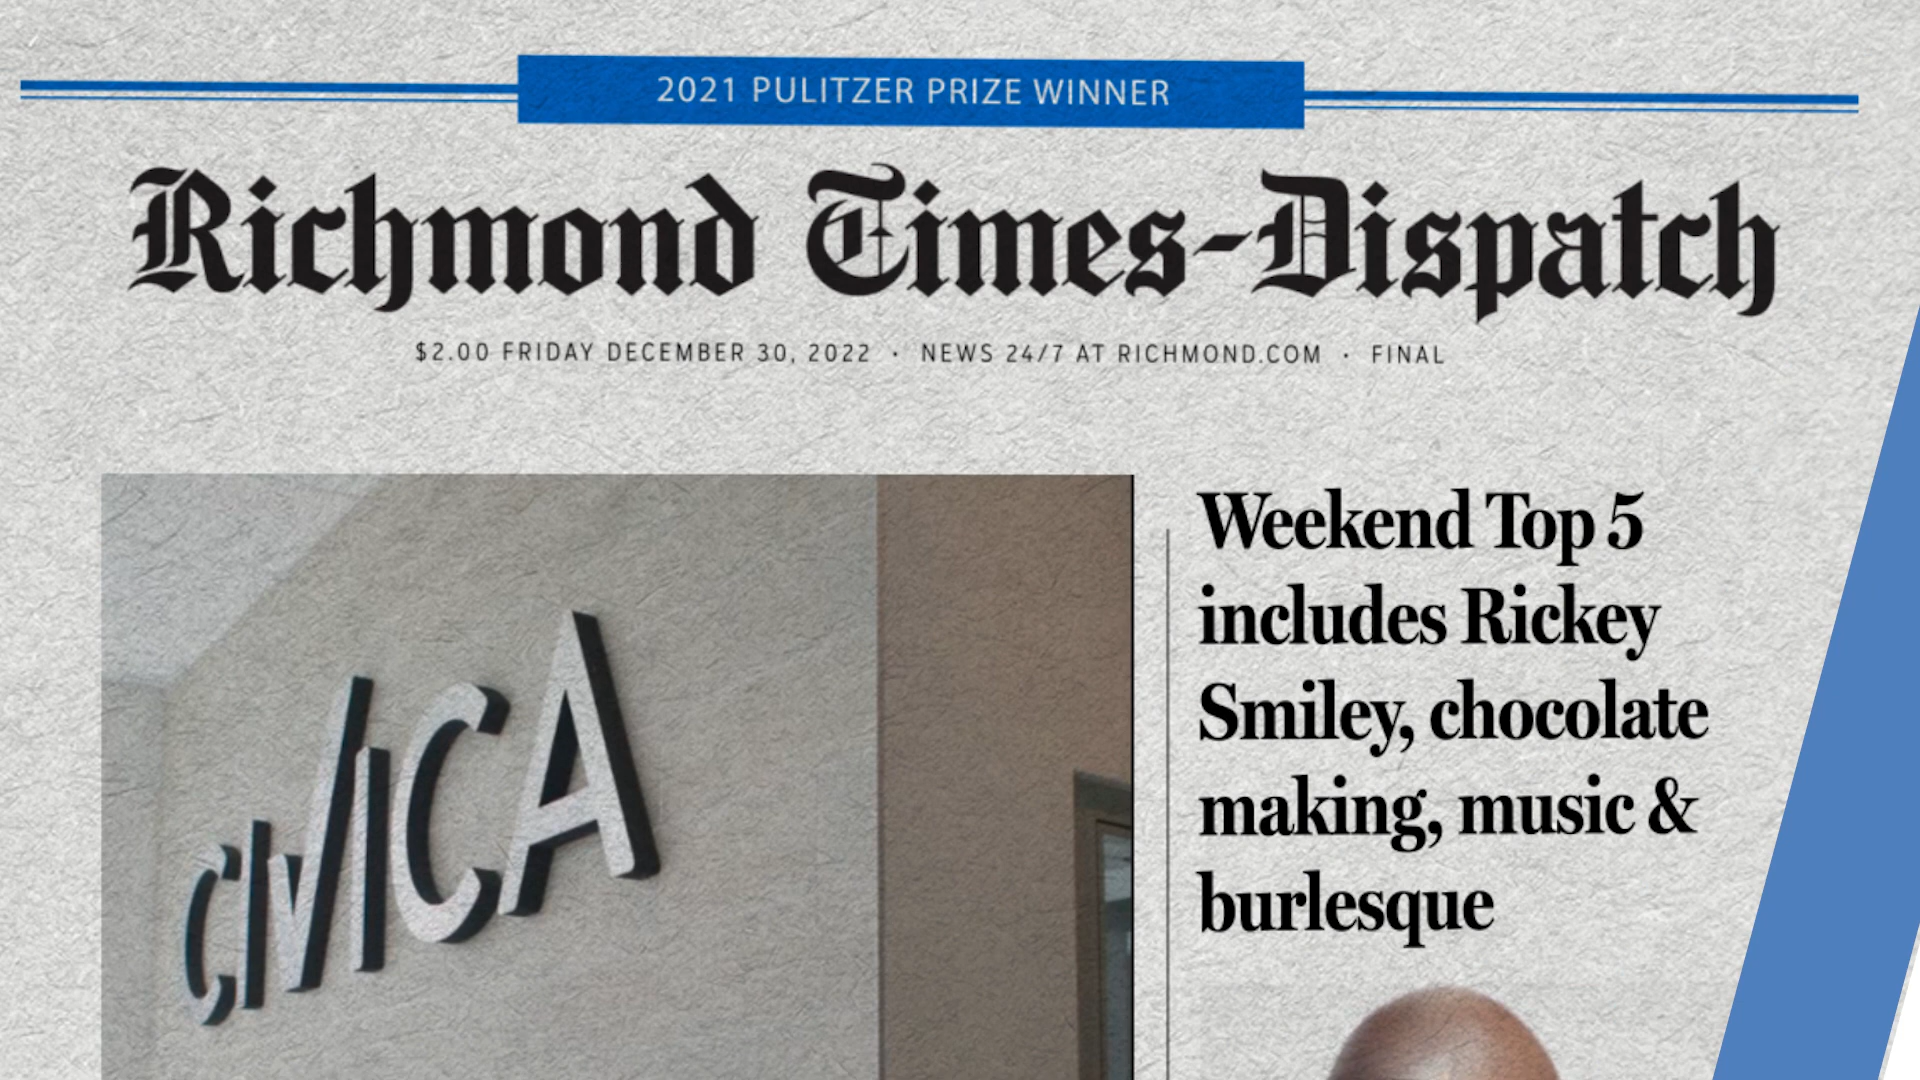 2021 PULITZER PRIZE WINNER
Richmond Times-Dispatch
$2.00 FRIDAY DECEMBER 30, 2022 · NEWS 24/7 AT RICHMOND.COM · FINAL
CIVICA
Weekend Top 5
includes Rickey
Smiley, chocolate
making, music &
burlesque